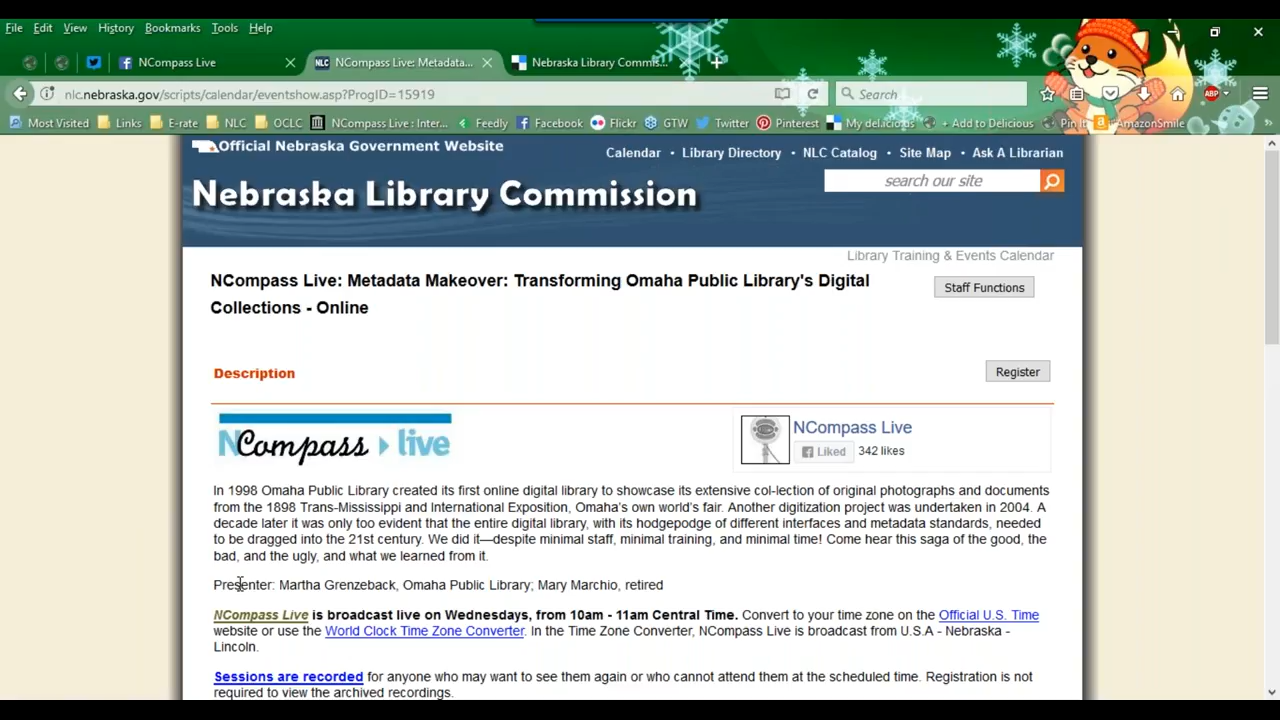 File Edit View History Bookmarks Tools Help
NCompass Live
NLC NCompass Live: Metadata...
Nebraska Library Commis...
nlc.nebraska.gov/scripts/calendar/eventshow.asp?ProgID=15919
Search
ABP
Most Visited Links E-rate NLC OCLC NCompass Live : Inter... Feedly Facebook Flickr GTW Twitter Pinterest My delicious + Add to Delicious Pin It AmazonSmile
Official Nebraska Government Website
Calendar • Library Directory • NLC Catalog • Site Map • Ask A Librarian
Nebraska Library Commission
search our site
Library Training & Events Calendar
NCompass Live: Metadata Makeover: Transforming Omaha Public Library's Digital
Collections - Online
Staff Functions
Description
Register
NCompass live
NCompass Live
Liked 342 likes
In 1998 Omaha Public Library created its first online digital library to showcase its extensive col-lection of original photographs and documents
from the 1898 Trans-Mississippi and International Exposition, Omaha's own world's fair. Another digitization project was undertaken in 2004. A
decade later it was only too evident that the entire digital library, with its hodgepodge of different interfaces and metadata standards, needed
to be dragged into the 21st century. We did it—despite minimal staff, minimal training, and minimal time! Come hear this saga of the good, the
bad, and the ugly, and what we learned from it.
Presenter: Martha Grenzeback, Omaha Public Library; Mary Marchio, retired
NCompass Live is broadcast live on Wednesdays, from 10am - 11am Central Time. Convert to your time zone on the Official U.S. Time
website or use the World Clock Time Zone Converter. In the Time Zone Converter, NCompass Live is broadcast from U.S.A - Nebraska -
Lincoln.
Sessions are recorded for anyone who may want to see them again or who cannot attend them at the scheduled time. Registration is not
required to view the archived recordings.